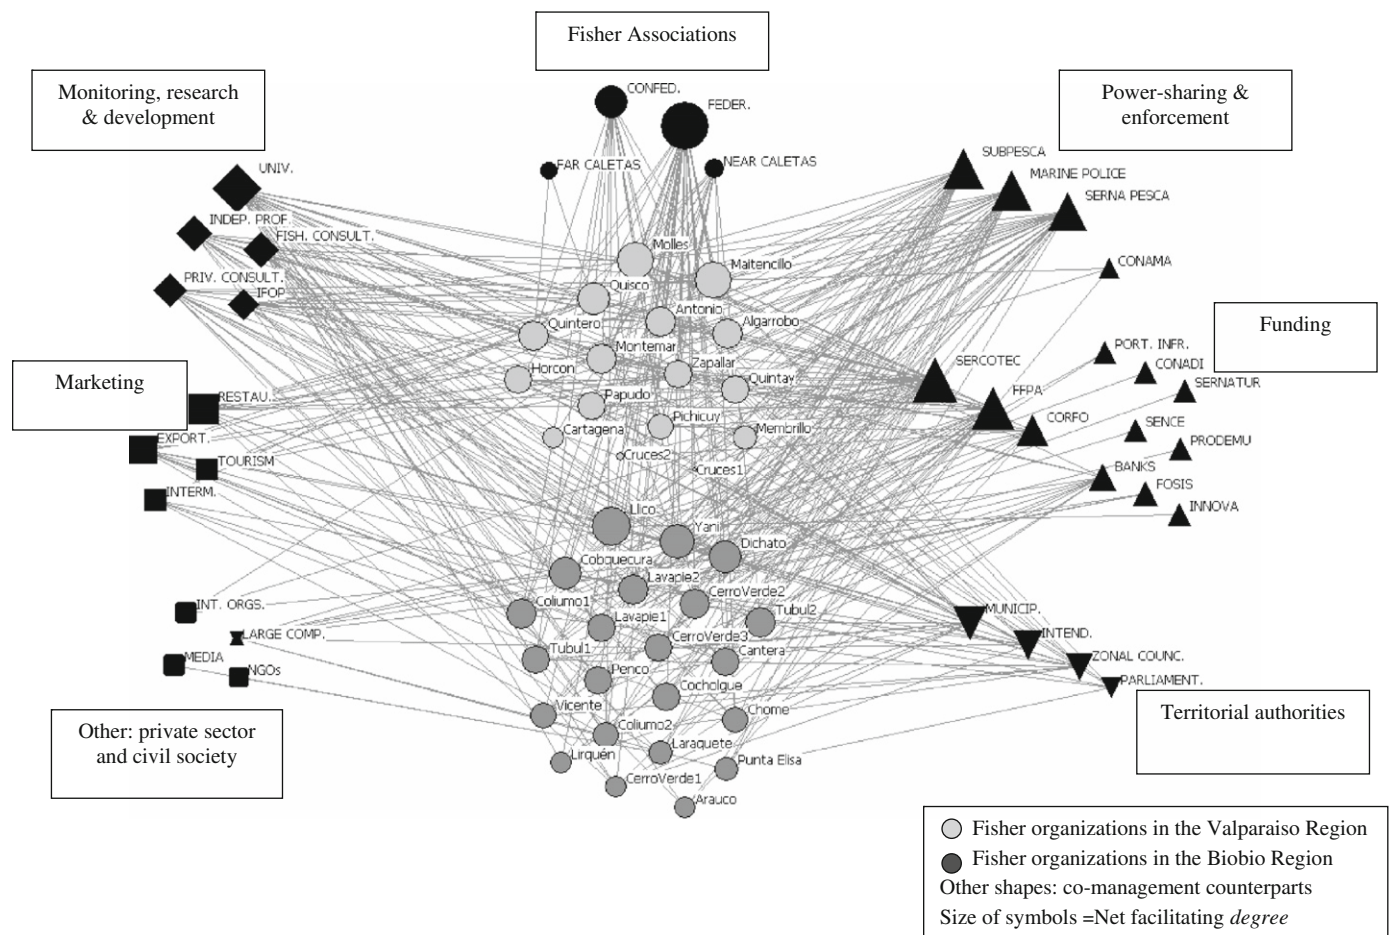 Fisher Associations
Monitoring, research
& development
Power-sharing &
enforcement
CONFED.
FEDER.
FAR CALETAS
NEAR CALETAS
UNIV.
INDEP. PROF.
FISH. CONSULT.
PRIV. CONSULT.
IFOP
SUBPESCA
MARINE POLICE
SERNA PESCA
CONAMA
Funding
PORT. INFR.
CONADI
SERNATUR
SERCOTEC
FFPA
CORFO
SENCE
PRODEMU
BANKS
FOSIS
INNOVA
Marketing
RESTAU..
EXPORT.
TOURISM
INTERM.
Molles
Maitencillo
Quisco
Antonio
Algarrobo
Quintero
Montemar
Zapallar
Horcon
Quintay
Papudo
Pichicuy
Cartagena
Membrillo
Cruces2
Cruces1
Llico
Yani
Dichato
Cobquecura
Lavapie2
CerroVerde2
Coliumo1
Lavapie1
Tubul2
CerroVerde3
Tubul1
Cantera
Penco
Cocholgue
Vicente
Chome
Coliumo2
Laraquete
Lirquén
Punta Elisa
CerroVerde1
Arauco
INT. ORGS.
LARGE COMP.
MEDIA
NGOs
Other: private sector
and civil society
MUNICIP.
INTEND.
ZONAL COUNC.
PARLIAMENT.
Territorial authorities
Fisher organizations in the Valparaiso Region
Fisher organizations in the Biobio Region
Other shapes: co-management counterparts
Size of symbols =Net facilitating degree